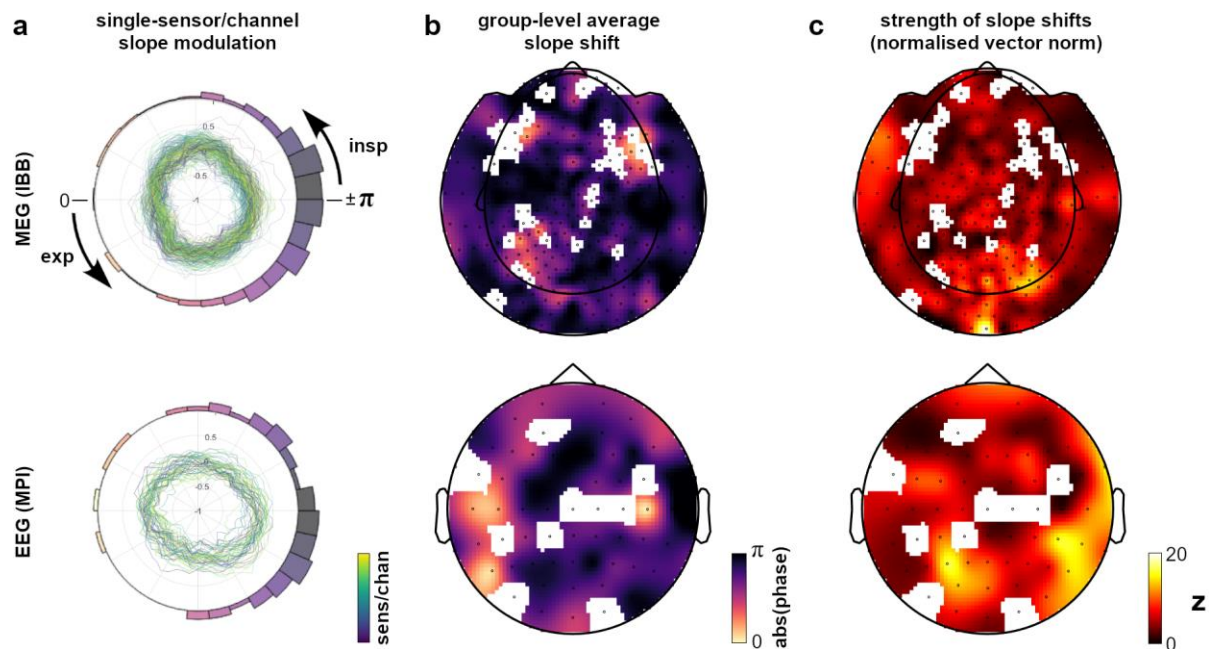 a
single-sensor/channel
slope modulation
b
group-level average
slope shift
c
strength of slope shifts
(normalised vector norm)
MEG (IBB)
insp
0
± π
exp
0.5
-0.5
-1
EEG (MPI)
0.5
-0.5
-1
sens/chan
π
abs(phase)
0
20
z
0